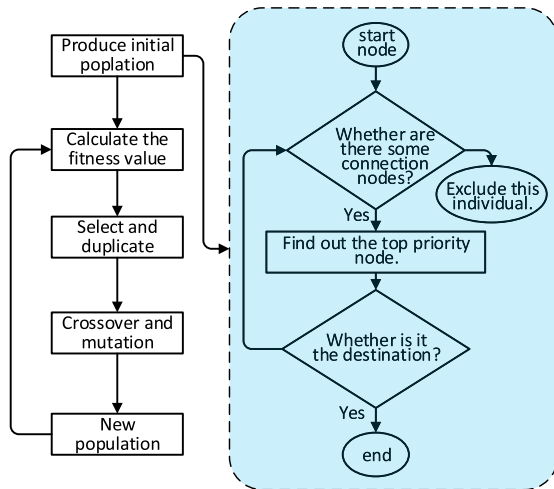 Produce initial
poplation
Calculate the
fitness value
Select and
duplicate
Crossover and
mutation
New
population
start
node
Whether are
there some
connection
nodes?
Exclude this
individual.
Yes
Find out the top priority
node.
Whether is it
the destination?
Yes
end